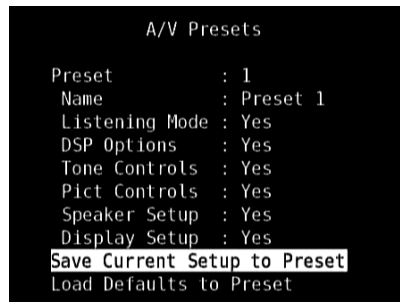 A/V Presets
Preset : 1
Name : Preset 1
Listening Mode : Yes
DSP Options : Yes
Tone Controls : Yes
Pict Controls : Yes
Speaker Setup : Yes
Display Setup : Yes
Save Current Setup to Preset
Load Defaults to Preset